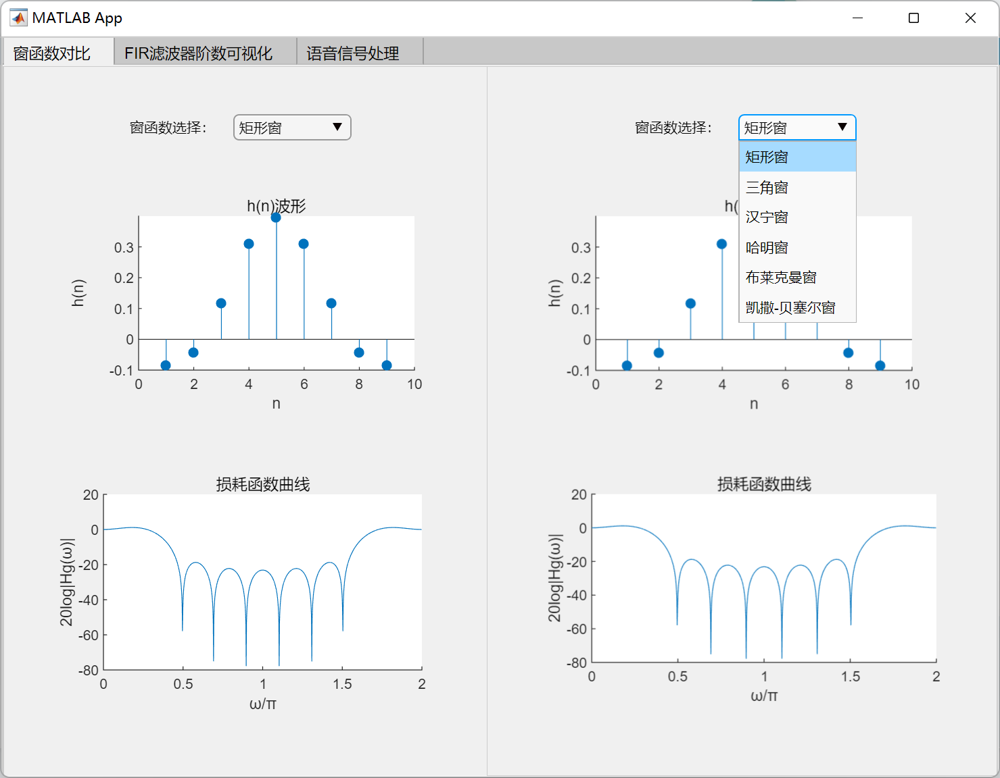 MATLAB App
窗函数对比
FIR滤波器阶数可视化
语音信号处理
窗函数选择：
矩形窗
h(n)波形
h(n)
0.3
0.2
0.1
0
-0.1
0 2 4 6 8 10
n
损耗函数曲线
20log|Hg(ω)|
20
0
-20
-40
-60
-80
0 0.5 1 1.5 2
ω/π
窗函数选择：
矩形窗
矩形窗
三角窗
汉宁窗
哈明窗
布莱克曼窗
凯撒-贝塞尔窗
h(
h(n)
0.3
0.2
0.1
0
-0.1
0 2 4 6 8 10
n
损耗函数曲线
20log|Hg(ω)|
20
0
-20
-40
-60
-80
0 0.5 1 1.5 2
ω/π